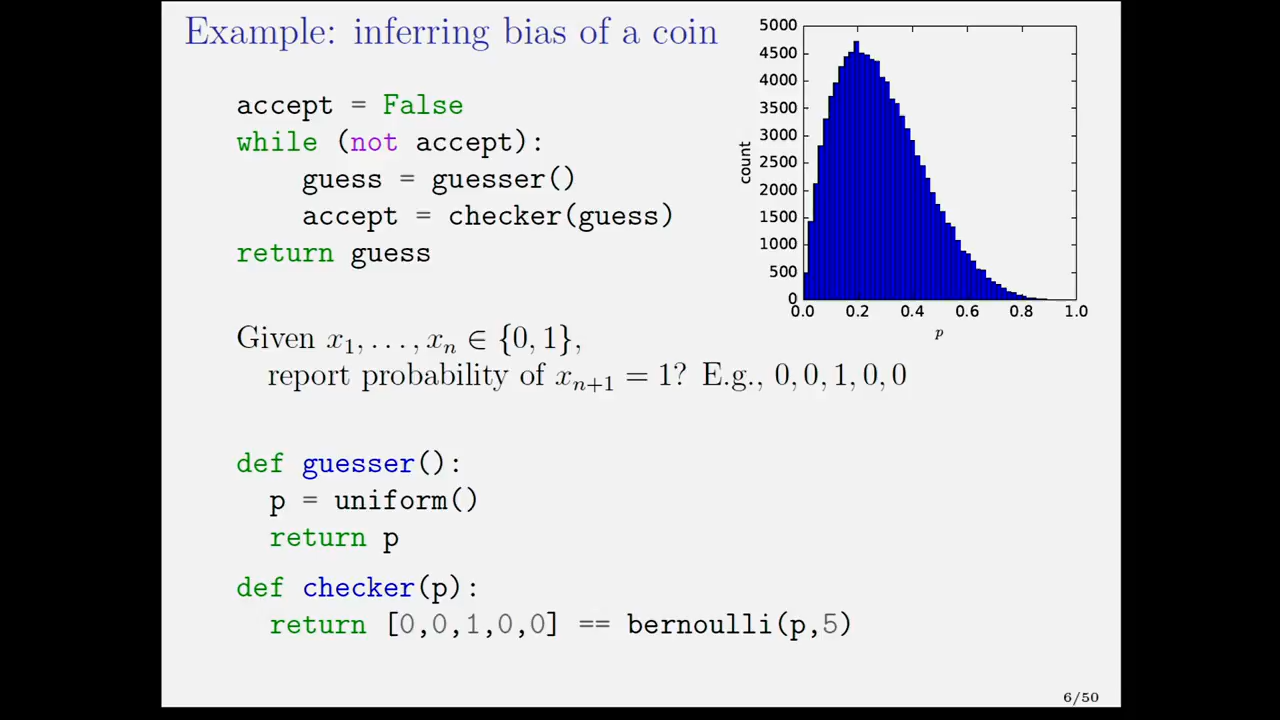 Example: inferring bias of a coin
accept = False
while (not accept):
    guess = guesser()
    accept = checker(guess)
return guess
5000
4500
4000
3500
3000
2500
2000
1500
1000
500
0
count
0.0 0.2 0.4 0.6 0.8 1.0
p
Given x₁, . . . , xₙ ∈ {0, 1},
report probability of xₙ₊₁ = 1? E.g., 0, 0, 1, 0, 0
def guesser():
  p = uniform()
  return p
def checker(p):
  return [0,0,1,0,0] == bernoulli(p,5)
6/50